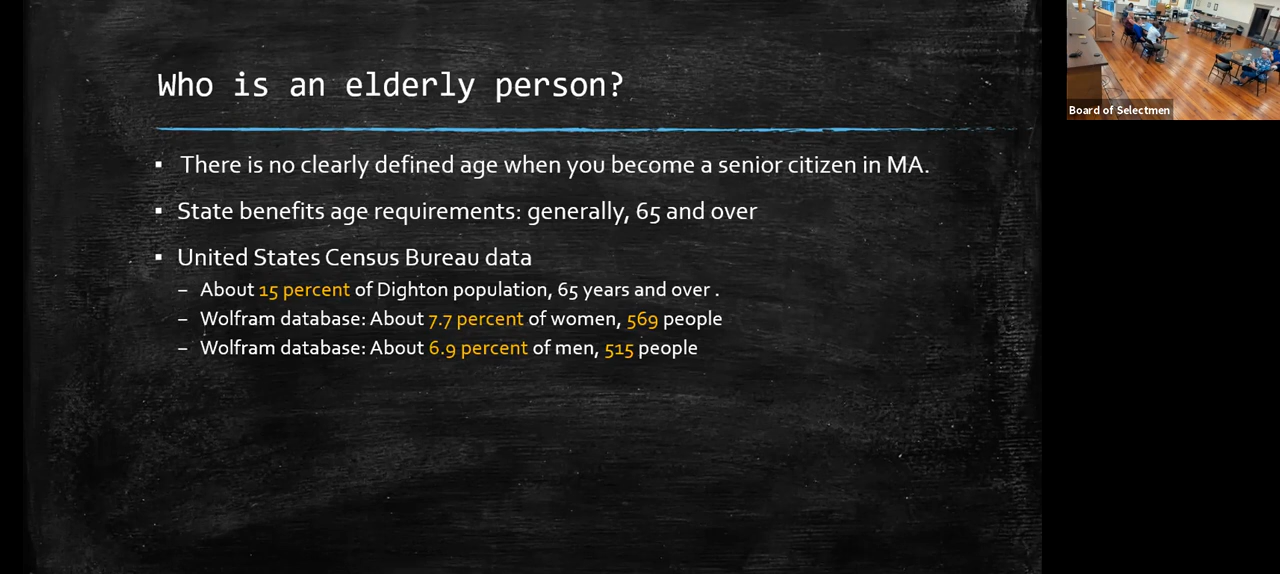 Who is an elderly person?
▪ There is no clearly defined age when you become a senior citizen in MA.
▪ State benefits age requirements: generally, 65 and over
▪ United States Census Bureau data
– About 15 percent of Dighton population, 65 years and over .
– Wolfram database: About 7.7 percent of women, 569 people
– Wolfram database: About 6.9 percent of men, 515 people
Board of Selectmen